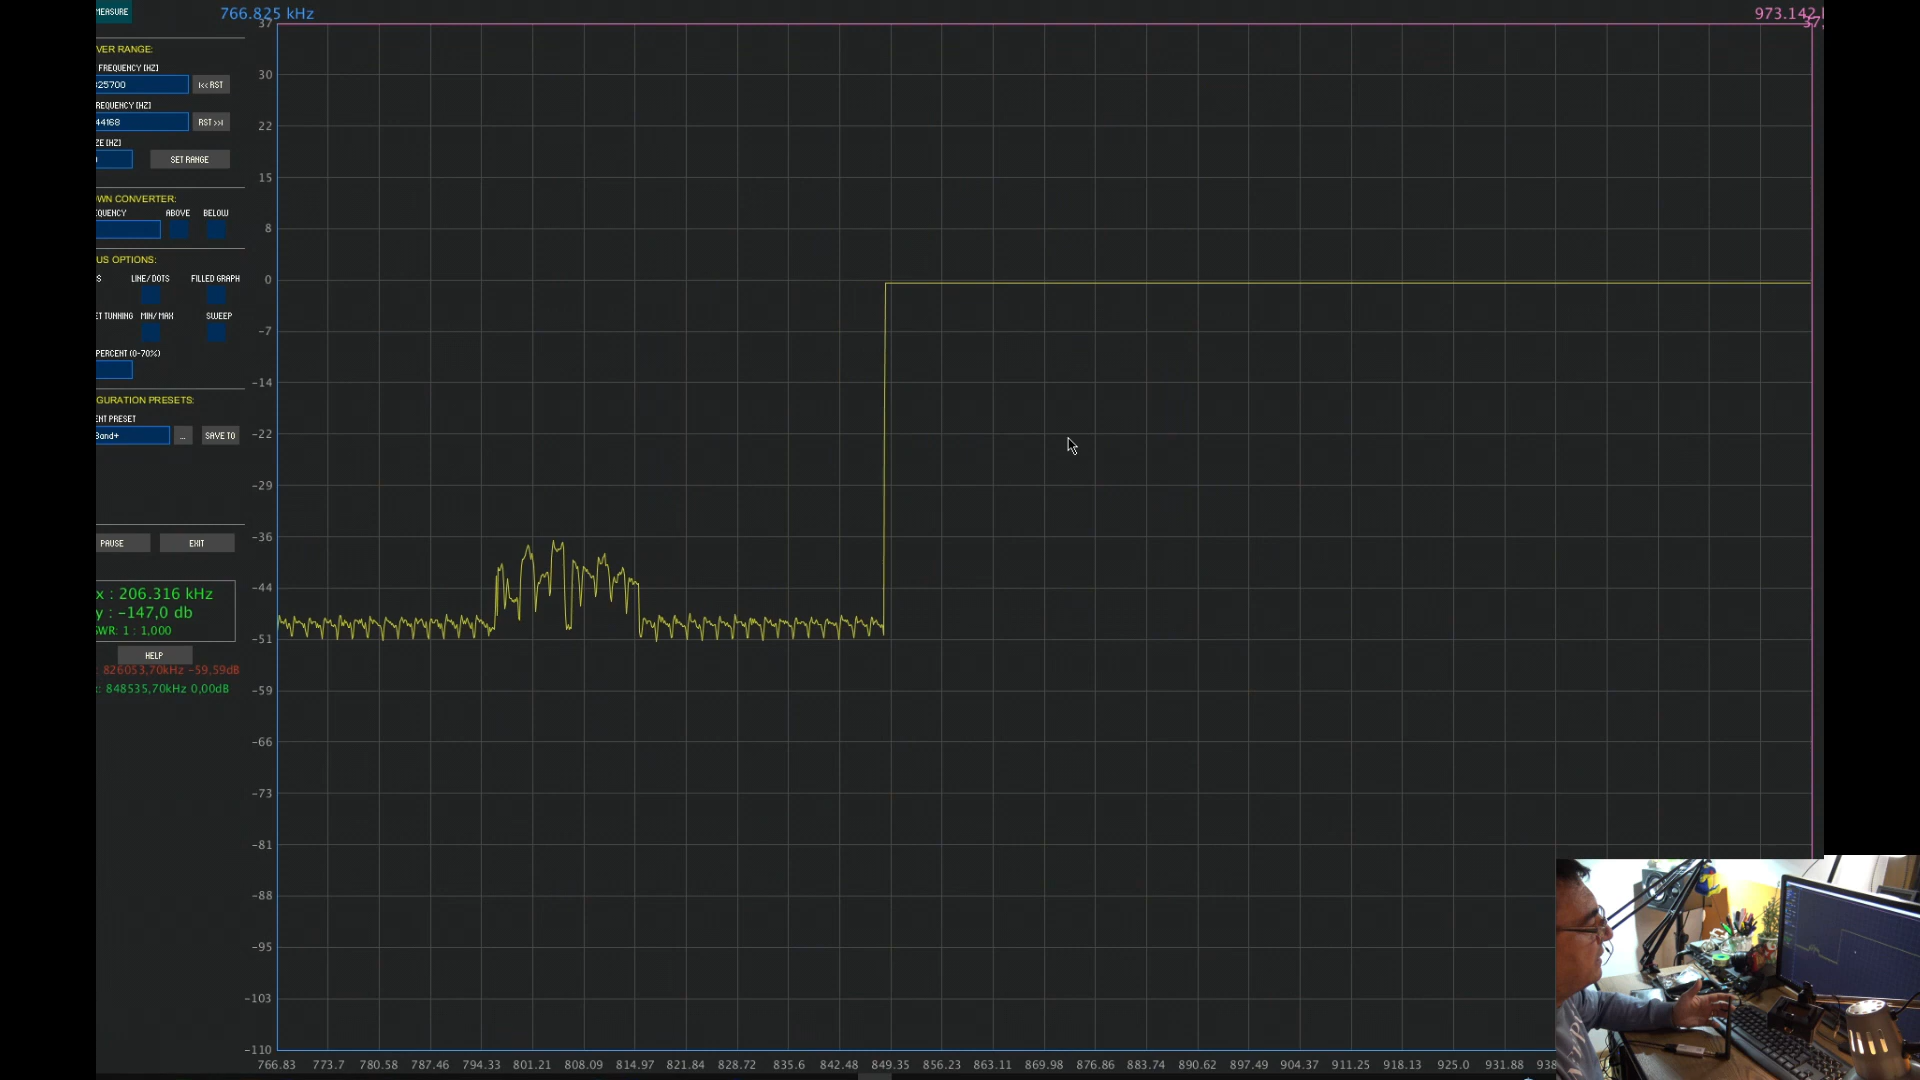 MEASURE
766.825 kHz
973.142
VER RANGE:
FREQUENCY [HZ]
25700
|<< RST
REQUENCY [HZ]
44168
RST >>|
ZE [HZ]
SET RANGE
WN CONVERTER:
EQUENCY
ABOVE
BELOW
US OPTIONS:
S
LINE/DOTS
FILLED GRAPH
ET TUNNING
MIN/MAX
SWEEP
PERCENT (0-70%)
GURATION PRESETS:
ENT PRESET
Band+
...
SAVE TO
PAUSE
EXIT
x : 206.316 kHz
y : -147,0 db
SWR: 1 : 1,000
HELP
: 826053,70kHz -59,59dB
: 848535,70kHz 0,00dB
37
37
30
22
15
8
0
-7
-14
-22
-29
-36
-44
-51
-59
-66
-73
-81
-88
-95
-103
-110
766.83 773.7 780.58 787.46 794.33 801.21 808.09 814.97 821.84 828.72 835.6 842.48 849.35 856.23 863.11 869.98 876.86 883.74 890.62 897.49 904.37 911.25 918.13 925.0 931.88 938